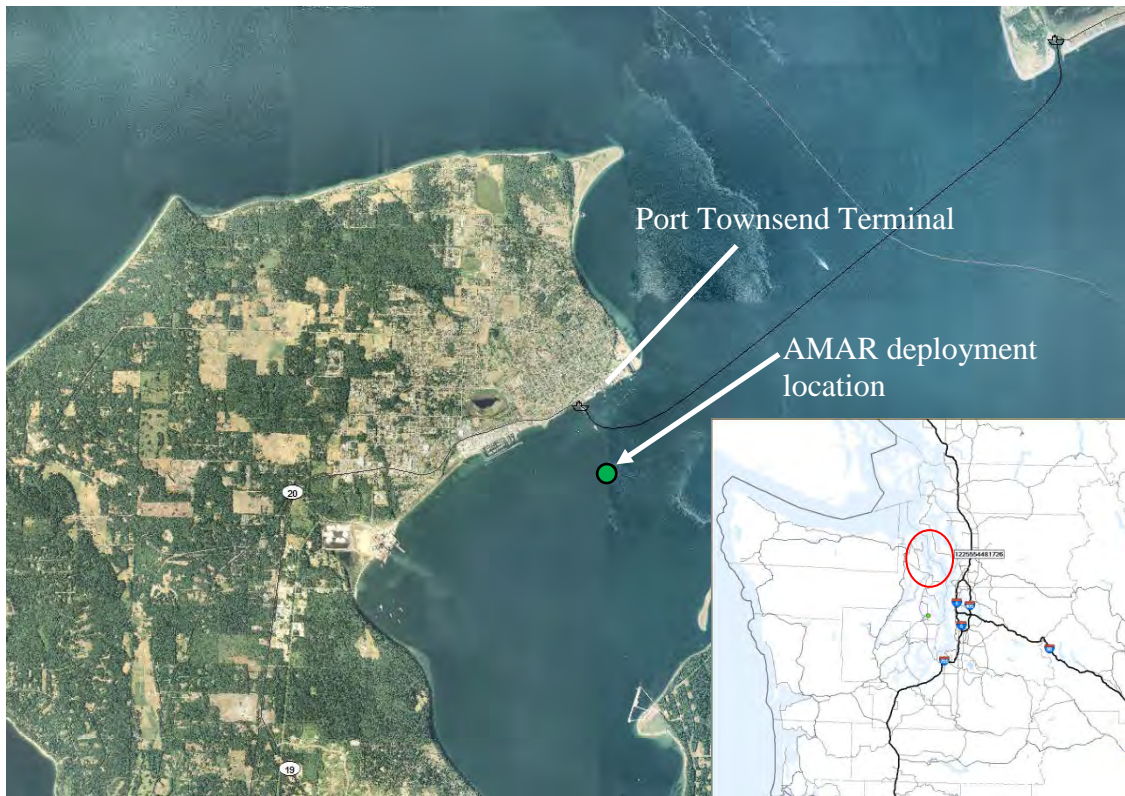 Port Townsend Terminal
AMAR deployment
location
20
19
1225554481726